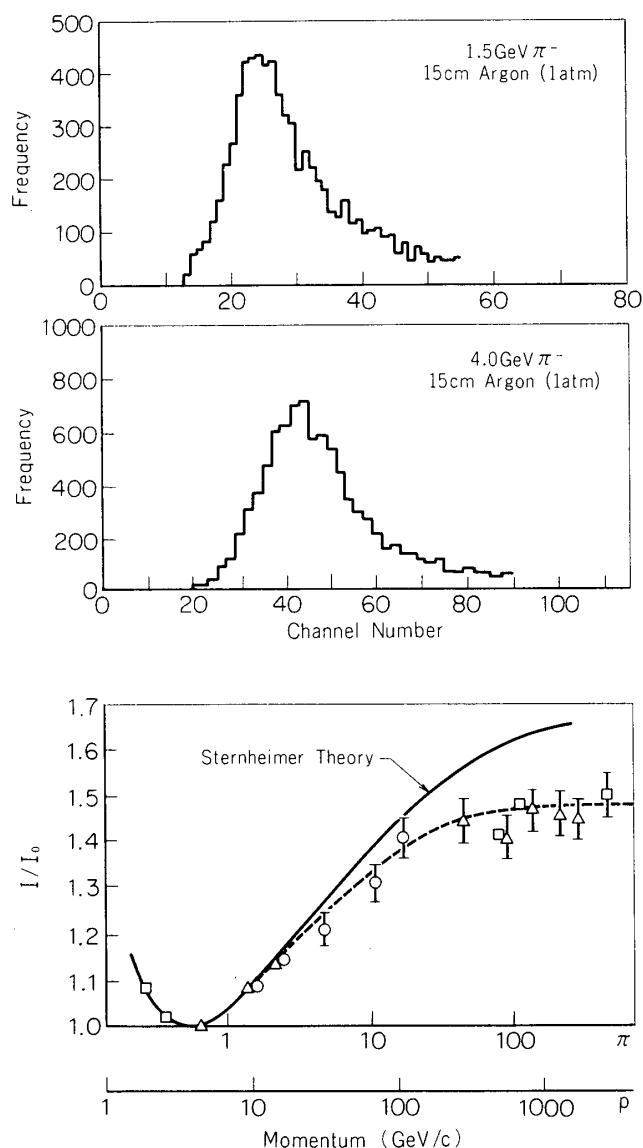 500
1.5GeV π⁻
15cm Argon (1atm)
400
300
Frequency
200
100
0
0 20 40 60 80
1000
4.0GeV π⁻
15cm Argon (1atm)
800
600
Frequency
400
200
0
0 20 40 60 80 100
Channel Number
1.7
1.6
Sternheimer Theory
1.5
1.4
I/I₀
1.3
1.2
1.1
1.0
1 10 100 π
1 10 100 1000 p
Momentum (GeV/c)